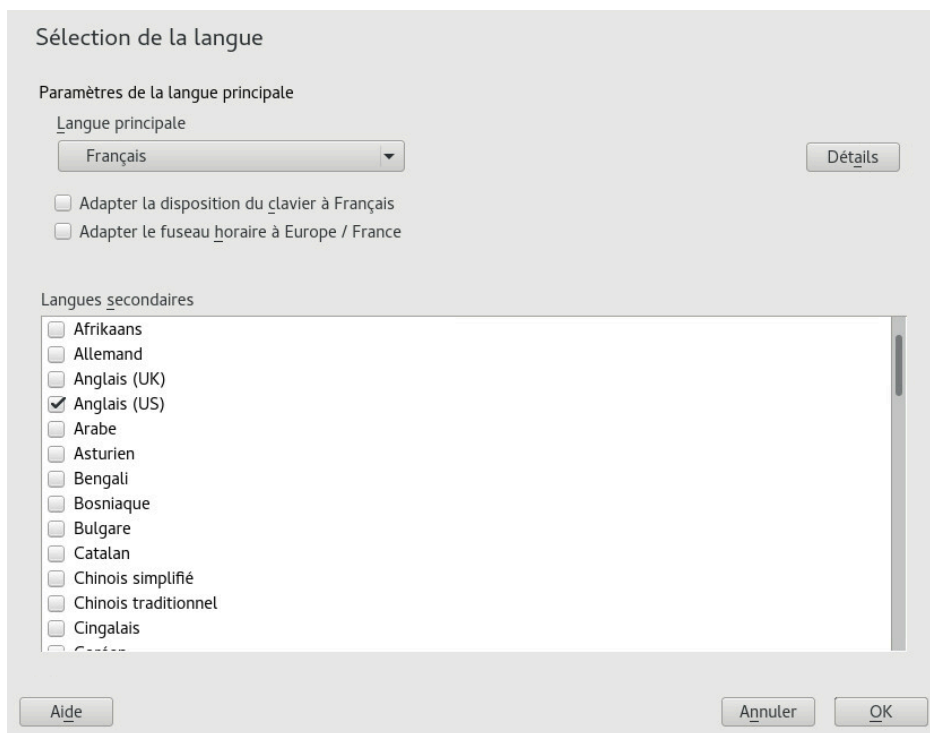 Sélection de la langue
Paramètres de la langue principale
Langue principale
Français
Détails
Adapter la disposition du clavier à Français
Adapter le fuseau horaire à Europe / France
Langues secondaires
Afrikaans
Allemand
Anglais (UK)
Anglais (US)
Arabe
Asturien
Bengali
Bosniaque
Bulgare
Catalan
Chinois simplifié
Chinois traditionnel
Cingalais
Aide
Annuler
OK